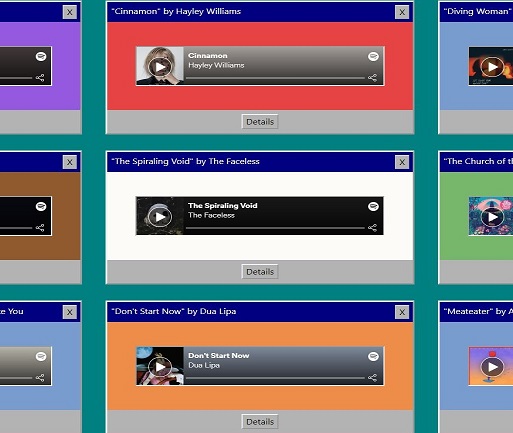 X
"Cinnamon" by Hayley Williams
X
"Diving Woman"
Cinnamon
Hayley Williams
Details
X
"The Spiraling Void" by The Faceless
X
"The Church of th
The Spiraling Void
The Faceless
Details
e You
X
"Don't Start Now" by Dua Lipa
X
"Meateater" by A
Don't Start Now
Dua Lipa
Details